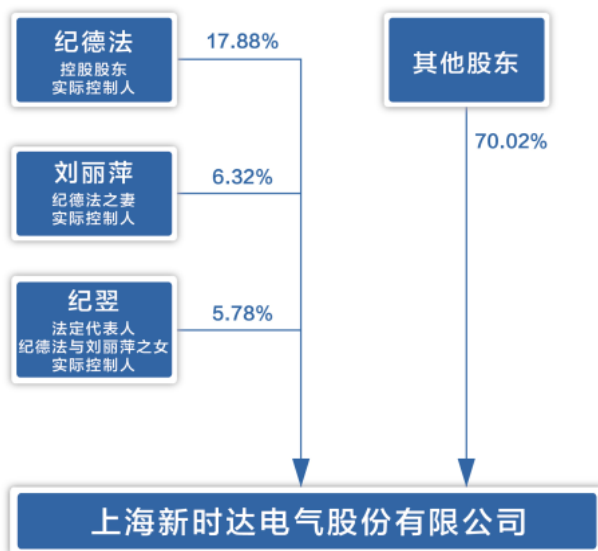 纪德法
控股股东
实际控制人
17.88%
其他股东
70.02%
刘丽萍
纪德法之妻
实际控制人
6.32%
纪翌
法定代表人
纪德法与刘丽萍之女
实际控制人
5.78%
上海新时达电气股份有限公司